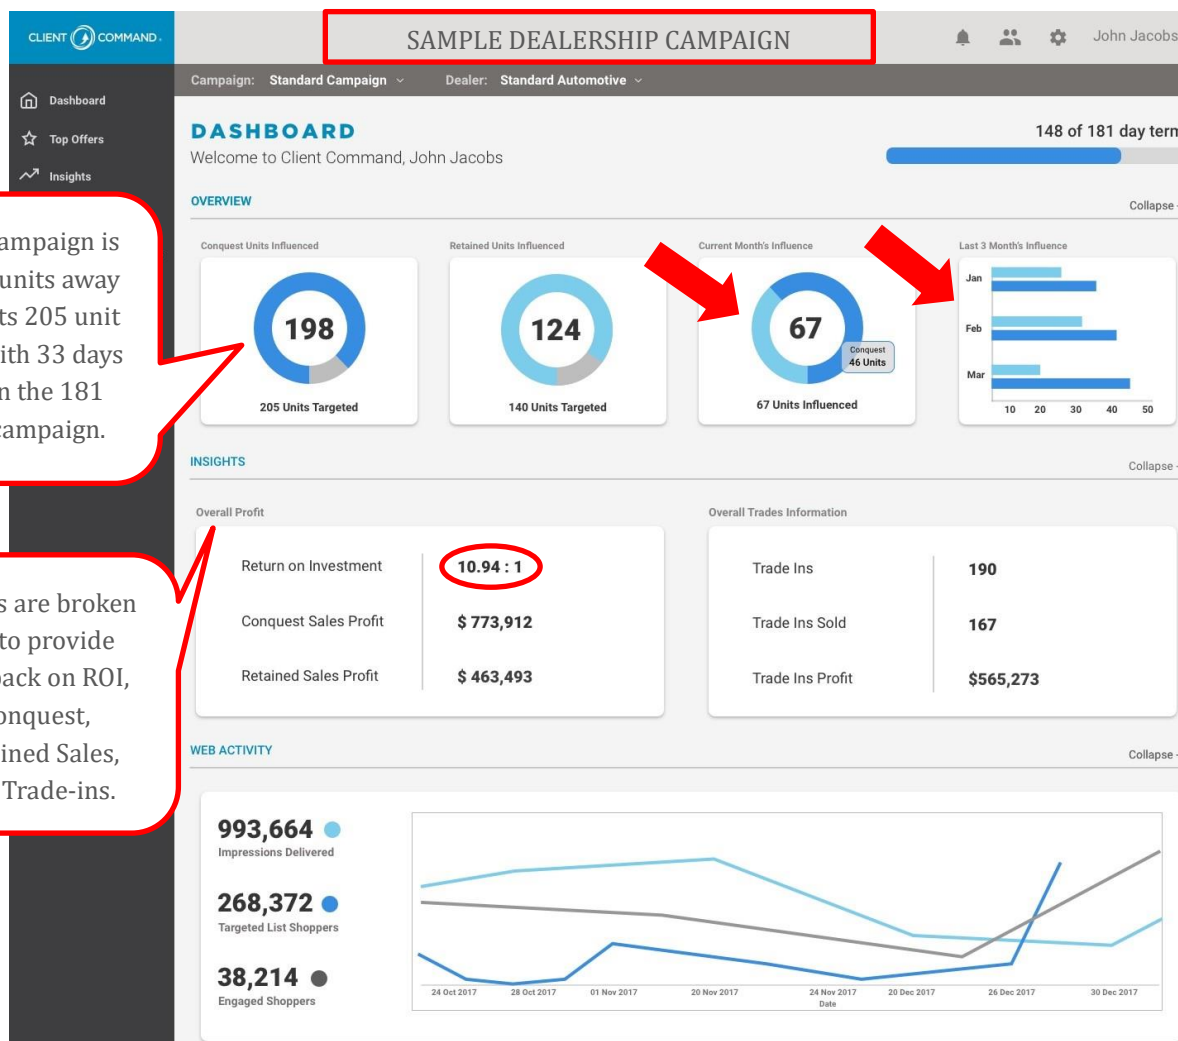 CLIENT COMMAND
SAMPLE DEALERSHIP CAMPAIGN
John Jacobs
Campaign: Standard Campaign Dealer: Standard Automotive
Dashboard
Top Offers
Insights
DASHBOARD
Welcome to Client Command, John Jacobs
148 of 181 day term
OVERVIEW
Collapse -
Conquest Units Influenced
198
205 Units Targeted
Retained Units Influenced
124
140 Units Targeted
Current Month's Influence
67
Conquest
46 Units
67 Units Influenced
Last 3 Month's Influence
Jan
Feb
Mar
10 20 30 40 50
ampaign is
units away
ts 205 unit
ith 33 days
n the 181
campaign.
INSIGHTS
Collapse -
Overall Profit
Return on Investment 10.94 : 1
Conquest Sales Profit $ 773,912
Retained Sales Profit $ 463,493
Overall Trades Information
Trade Ins 190
Trade Ins Sold 167
Trade Ins Profit $565,273
s are broken
to provide
back on ROI,
onquest,
ined Sales,
Trade-ins.
WEB ACTIVITY
Collapse -
993,664
Impressions Delivered
268,372
Targeted List Shoppers
38,214
Engaged Shoppers
24 Oct 2017 28 Oct 2017 01 Nov 2017 20 Nov 2017 24 Nov 2017 20 Dec 2017 26 Dec 2017 30 Dec 2017
Date